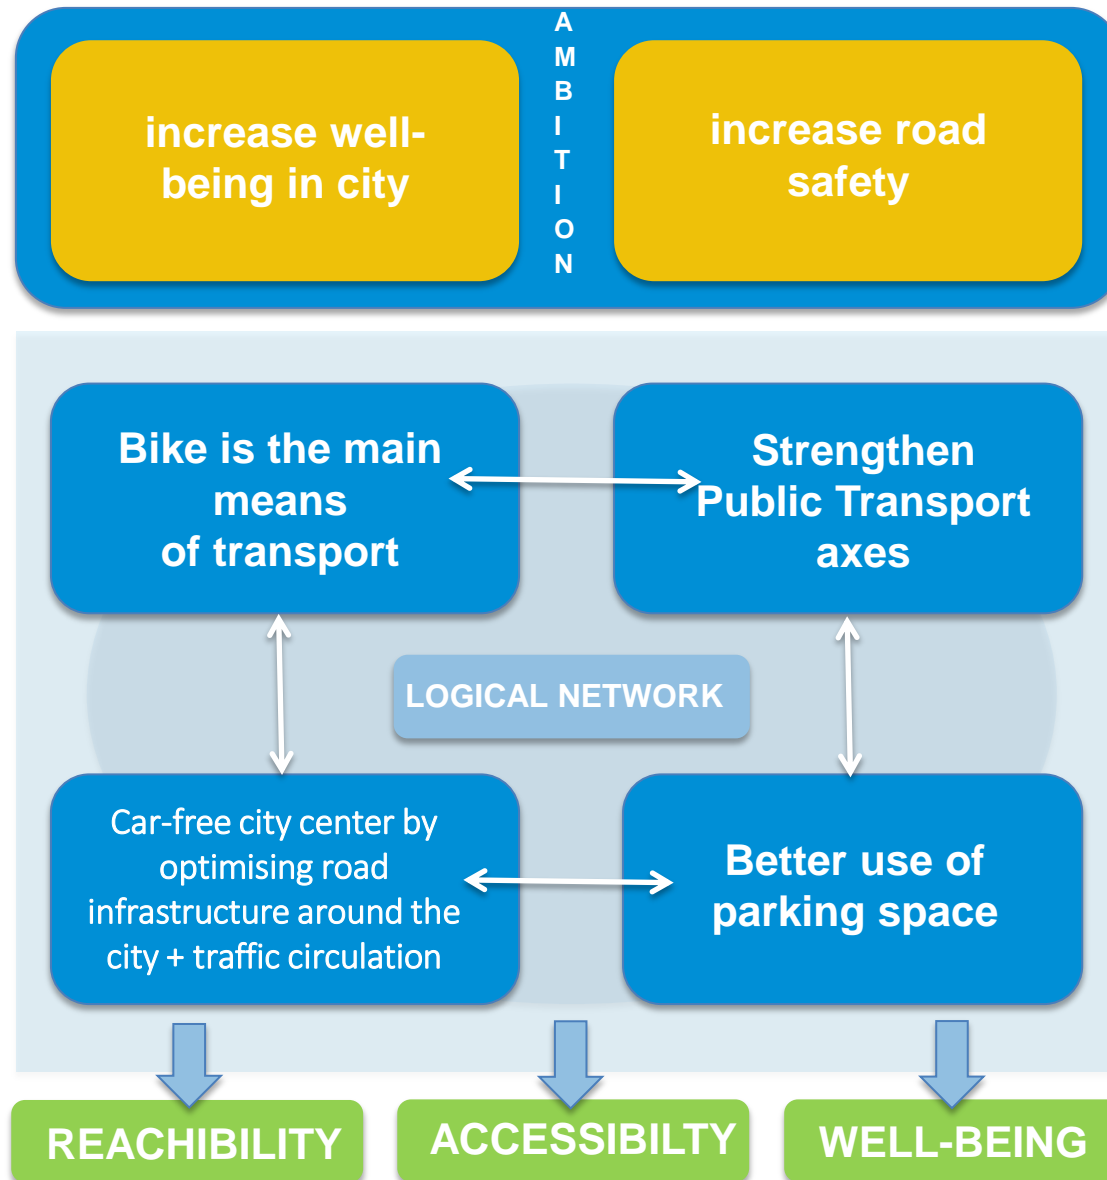 AMBITION
increase well-
being in city
increase road
safety
Bike is the main
means
of transport
Strengthen
Public Transport
axes
LOGICAL NETWORK
Car-free city center by
optimising road
infrastructure around the
city + traffic circulation
Better use of
parking space
REACHIBILITY
ACCESSIBILTY
WELL-BEING